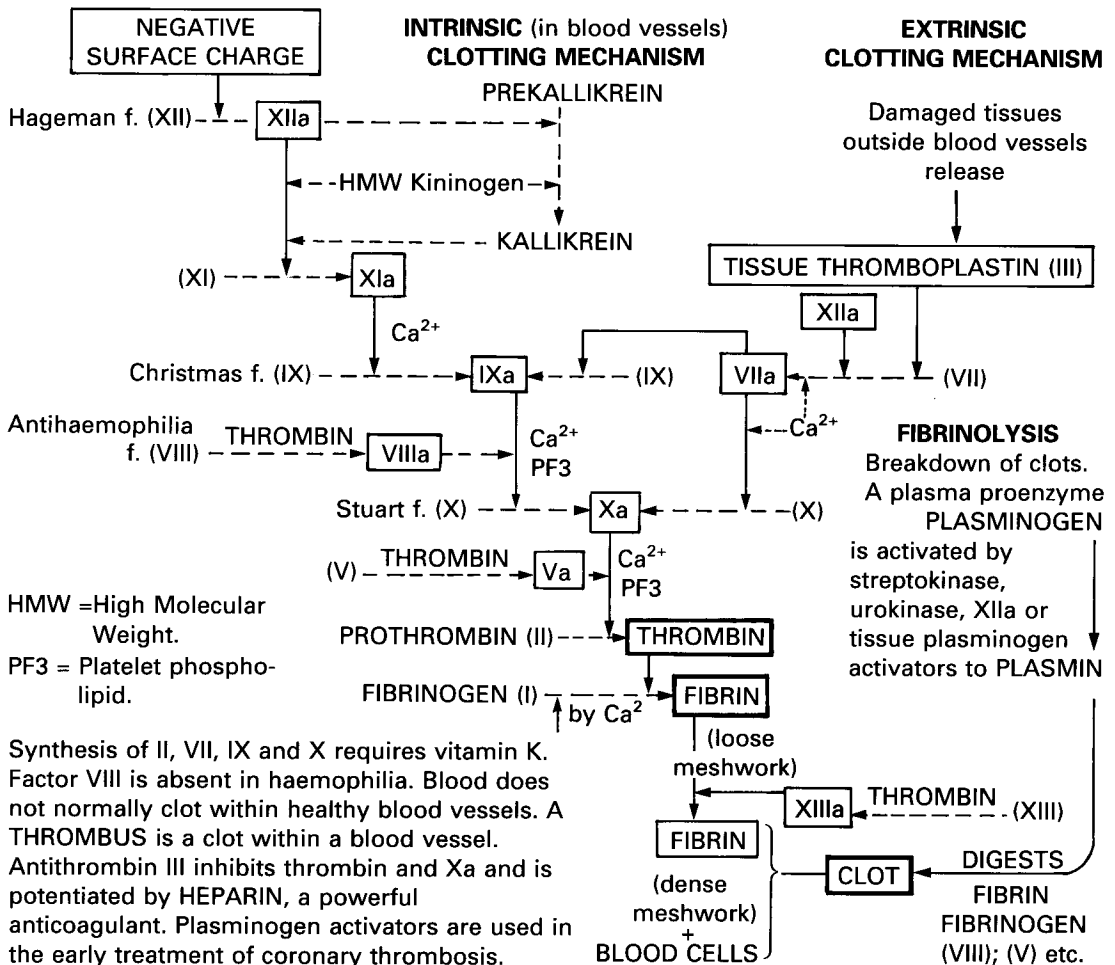 NEGATIVE
SURFACE CHARGE
INTRINSIC (in blood vessels)
CLOTTING MECHANISM
EXTRINSIC
CLOTTING MECHANISM
PREKALLIKREIN
Hageman f. (XII)
XIIa
Damaged tissues
outside blood vessels
release
HMW Kininogen
KALLIKREIN
TISSUE THROMBOPLASTIN (III)
(XI)
XIa
XIIa
Ca²⁺
Christmas f. (IX)
IXa
(IX)
VIIa
(VII)
Ca²⁺
Antihaemophilia
f. (VIII)
THROMBIN
VIIIa
Ca²⁺
PF3
Stuart f. (X)
Xa
(X)
(V)
THROMBIN
Va
Ca²⁺
PF3
PROTHROMBIN (II)
THROMBIN
FIBRINOGEN (I)
by Ca²
FIBRIN
(loose
meshwork)
XIIIa
THROMBIN
(XIII)
FIBRIN
(dense
meshwork)
+
BLOOD CELLS
CLOT
FIBRINOLYSIS
Breakdown of clots.
A plasma proenzyme
PLASMINOGEN
is activated by
streptokinase,
urokinase, XIIa or
tissue plasminogen
activators to PLASMIN
DIGESTS
FIBRIN
FIBRINOGEN
(VIII); (V) etc.
HMW =High Molecular
Weight.
PF3 = Platelet phospho-
lipid.
Synthesis of II, VII, IX and X requires vitamin K.
Factor VIII is absent in haemophilia. Blood does
not normally clot within healthy blood vessels. A
THROMBUS is a clot within a blood vessel.
Antithrombin III inhibits thrombin and Xa and is
potentiated by HEPARIN, a powerful
anticoagulant. Plasminogen activators are used in
the early treatment of coronary thrombosis.